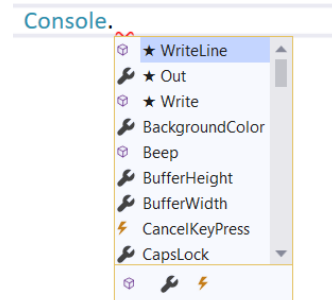 Console.
★ WriteLine
★ Out
★ Write
BackgroundColor
Beep
BufferHeight
BufferWidth
CancelKeyPress
CapsLock